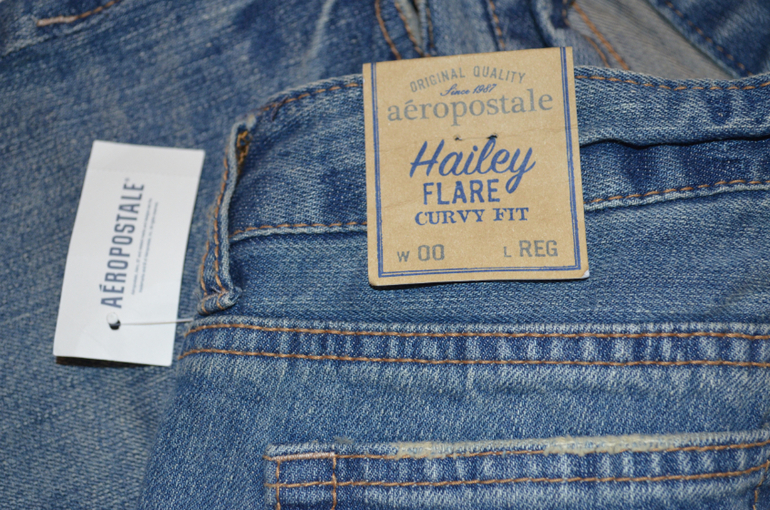 ORIGINAL QUALITY
Since 1987
aéropostale
Hailey
FLARE
CURVY FIT
W 00 L REG
AÉROPOSTALE®